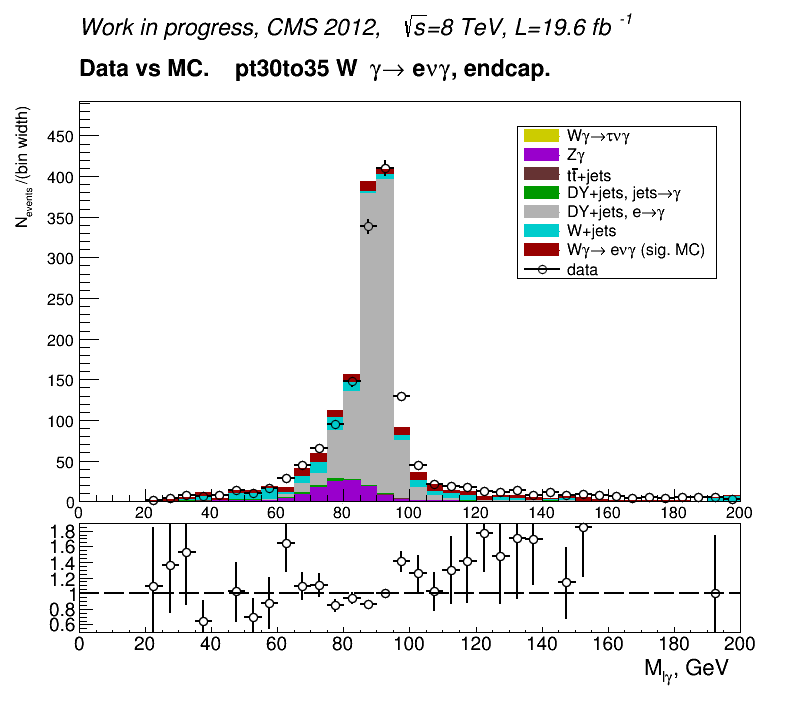 Work in progress, CMS 2012, √s=8 TeV, L=19.6 fb -1
Data vs MC. pt30to35 W γ→ eνγ, endcap.
N events /(bin width)
450
400
350
300
250
200
150
100
50
0
Wγ→τνγ
Zγ
tt̄+jets
DY+jets, jets→γ
DY+jets, e→γ
W+jets
Wγ→ eνγ (sig. MC)
data
0 20 40 60 80 100 120 140 160 180 200
1.8
1.6
1.4
1.2
1
0.8
0.6
0 20 40 60 80 100 120 140 160 180 200
M lγ, GeV